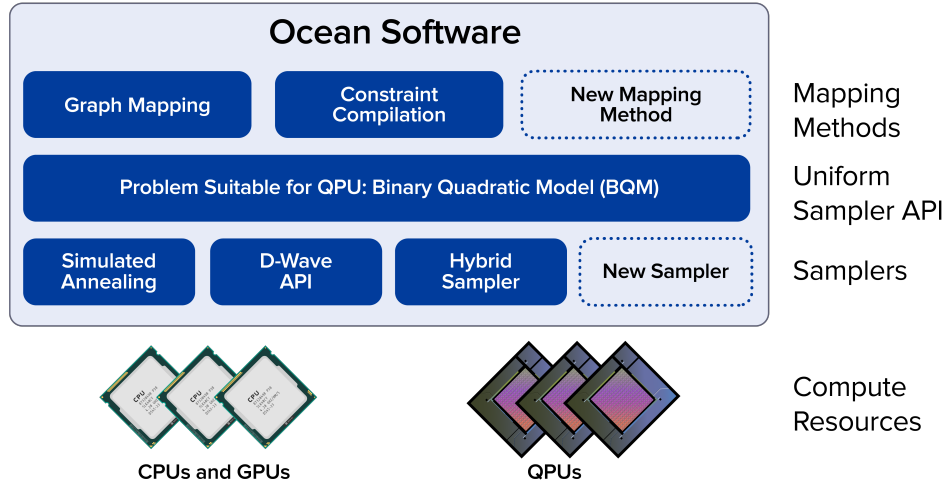 Ocean Software
Graph Mapping
Constraint
Compilation
New Mapping
Method
Mapping
Methods
Problem Suitable for QPU: Binary Quadratic Model (BQM)
Uniform
Sampler API
Simulated
Annealing
D-Wave
API
Hybrid
Sampler
New Sampler
Samplers
CPU
CPU
CPU
Compute
Resources
CPUs and GPUs
QPUs